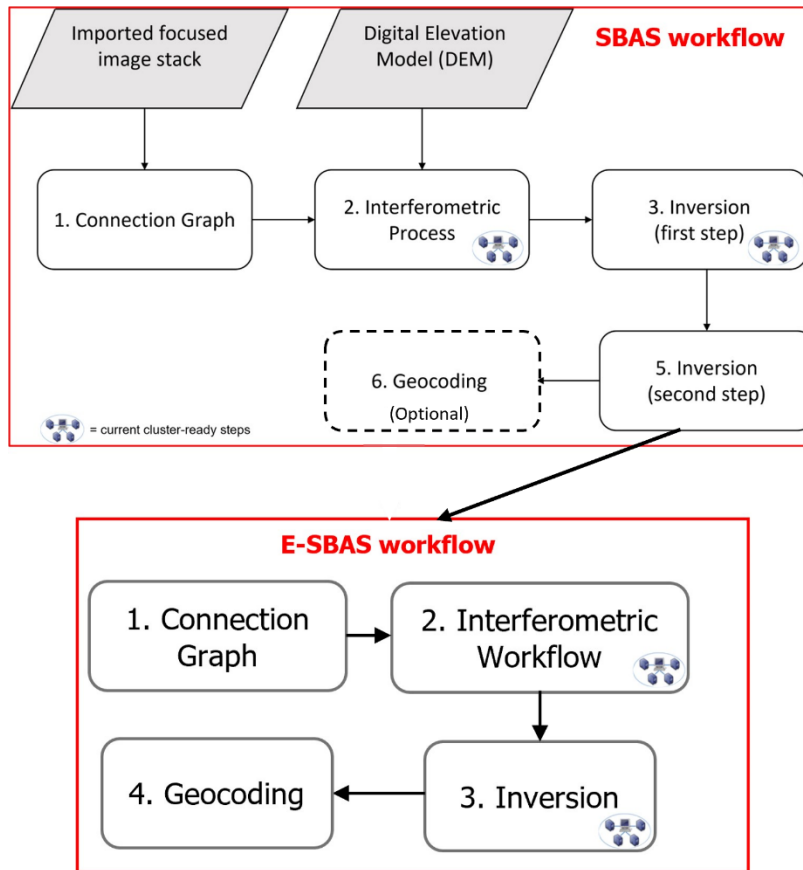 Imported focused
image stack
Digital Elevation
Model (DEM)
SBAS workflow
1. Connection Graph
2. Interferometric
Process
3. Inversion
(first step)
6. Geocoding
(Optional)
5. Inversion
(second step)
= current cluster-ready steps
E-SBAS workflow
1. Connection
Graph
2. Interferometric
Workflow
4. Geocoding
3. Inversion